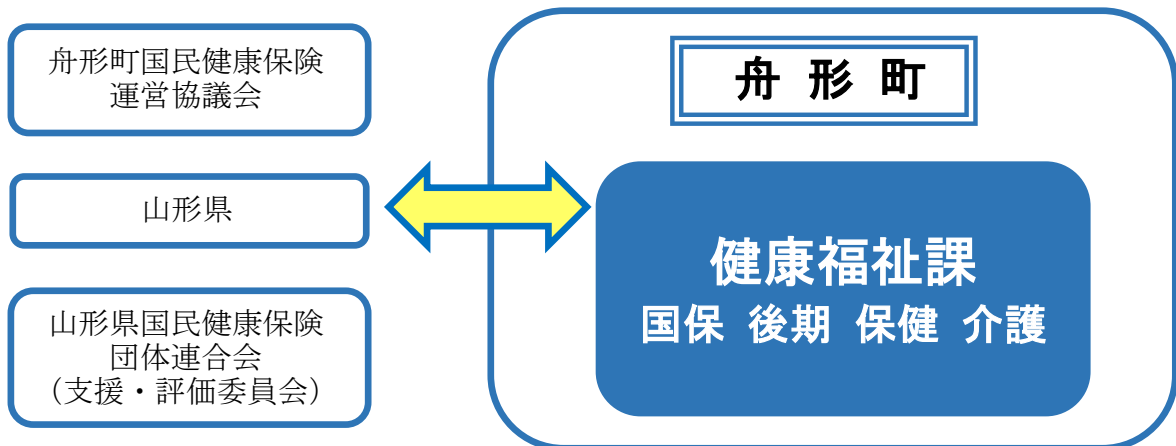 舟形町国民健康保険
運営協議会
山形県
山形県国民健康保険
団体連合会
（支援・評価委員会）
舟 形 町
健康福祉課
国保 後期 保健 介護